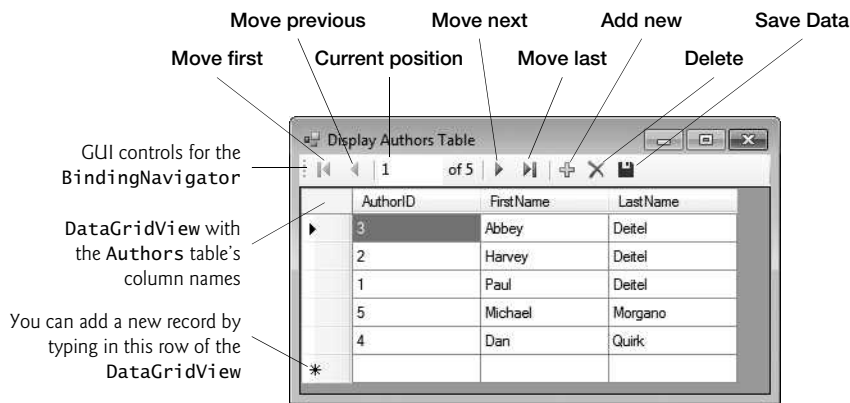 Move previous Move next Add new Save Data
Move first Current position Move last Delete
Display Authors Table
GUI controls for the
BindingNavigator
1 of 5
AuthorID FirstName LastName
DataGridView with
the Authors table's
column names
3 Abbey Deitel
2 Harvey Deitel
1 Paul Deitel
5 Michael Morgano
4 Dan Quirk
You can add a new record by
typing in this row of the
DataGridView